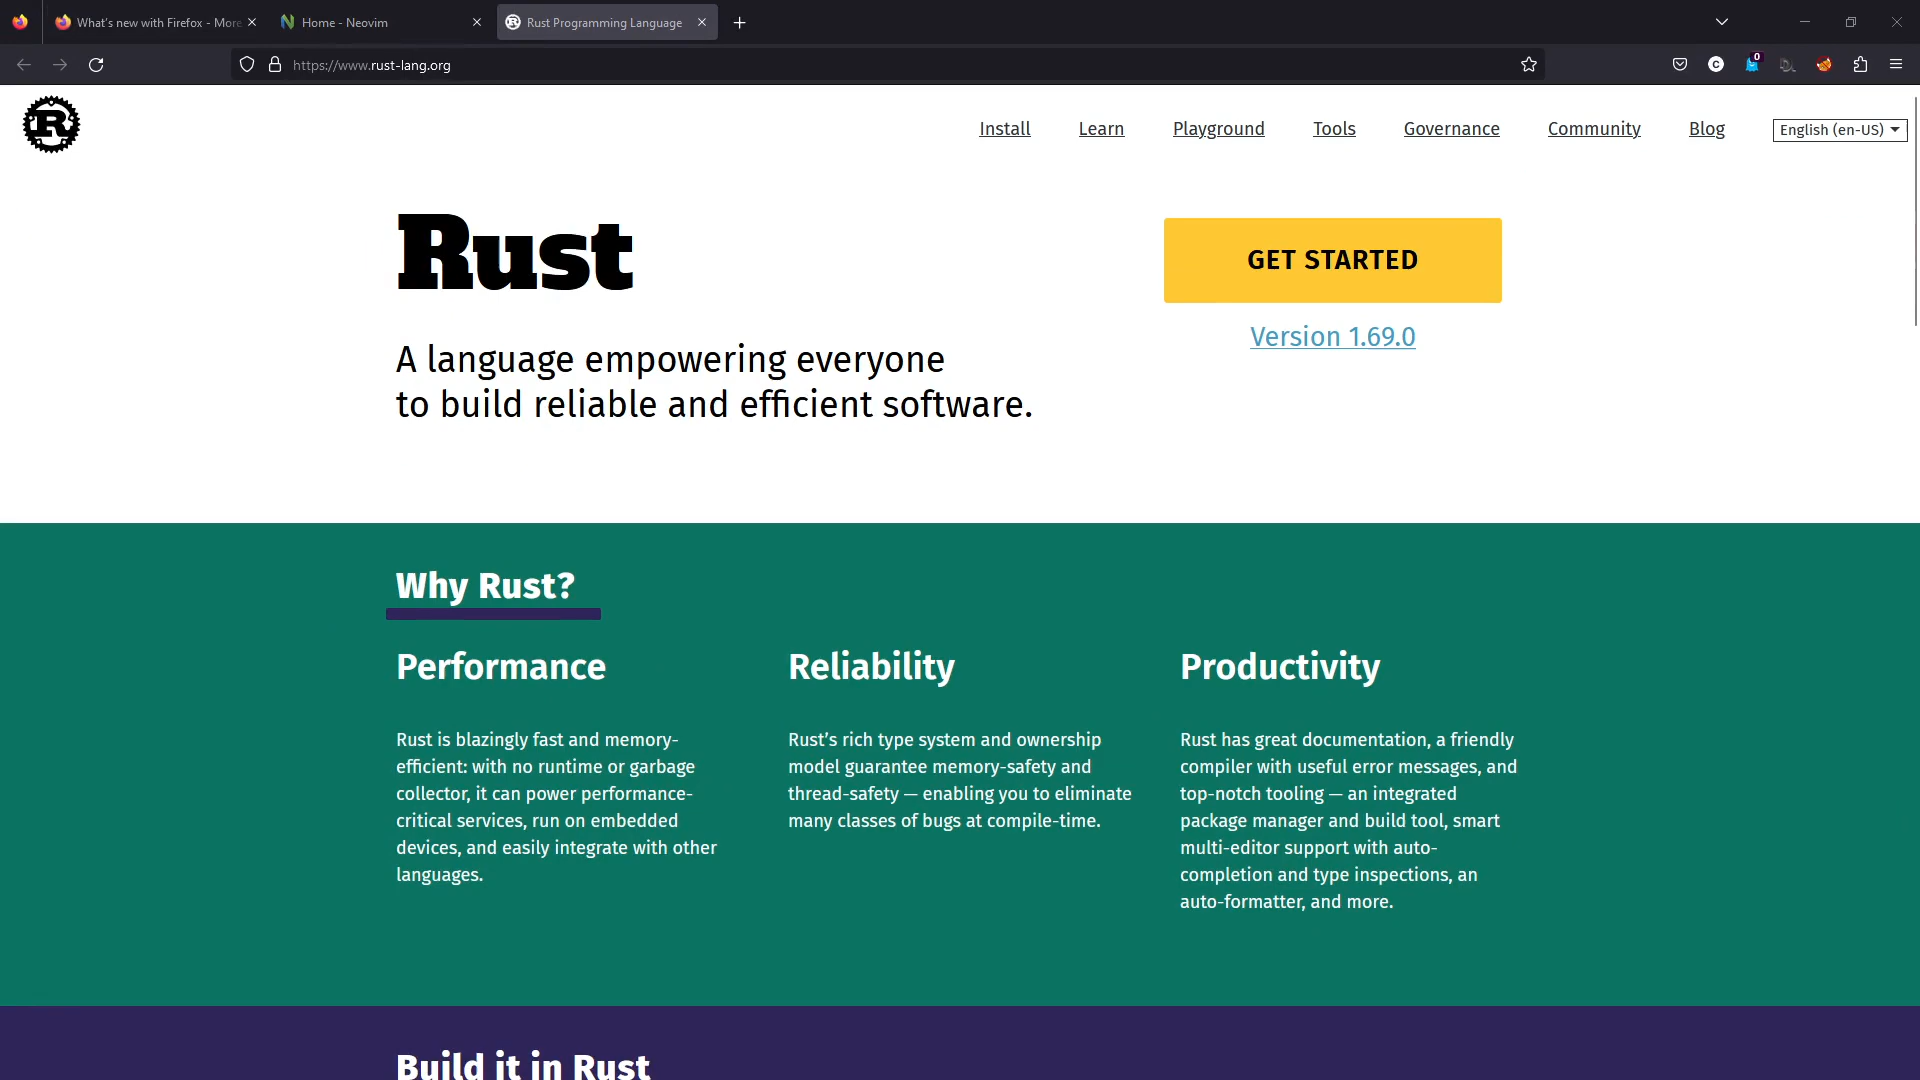 What's new with Firefox - More
Home - Neovim
Rust Programming Language
https://www.rust-lang.org
0
Install
Learn
Playground
Tools
Governance
Community
Blog
English (en-US)
Rust
GET STARTED
Version 1.69.0
A language empowering everyone
to build reliable and efficient software.
Why Rust?
Performance
Rust is blazingly fast and memory-
efficient: with no runtime or garbage
collector, it can power performance-
critical services, run on embedded
devices, and easily integrate with other
languages.
Reliability
Rust’s rich type system and ownership
model guarantee memory-safety and
thread-safety — enabling you to eliminate
many classes of bugs at compile-time.
Productivity
Rust has great documentation, a friendly
compiler with useful error messages, and
top-notch tooling — an integrated
package manager and build tool, smart
multi-editor support with auto-
completion and type inspections, an
auto-formatter, and more.
Build it in Rust